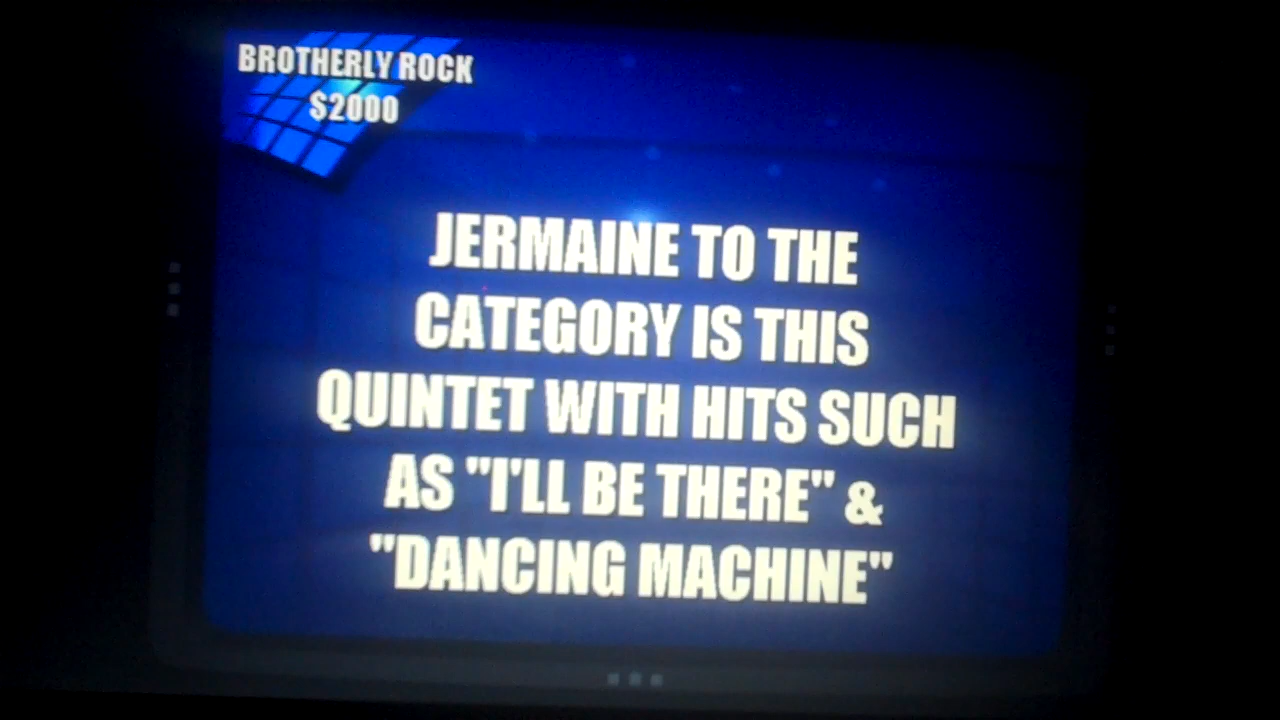 BROTHERLY ROCK
$2000
JERMAINE TO THE
CATEGORY IS THIS
QUINTET WITH HITS SUCH
AS "I'LL BE THERE" &
"DANCING MACHINE"